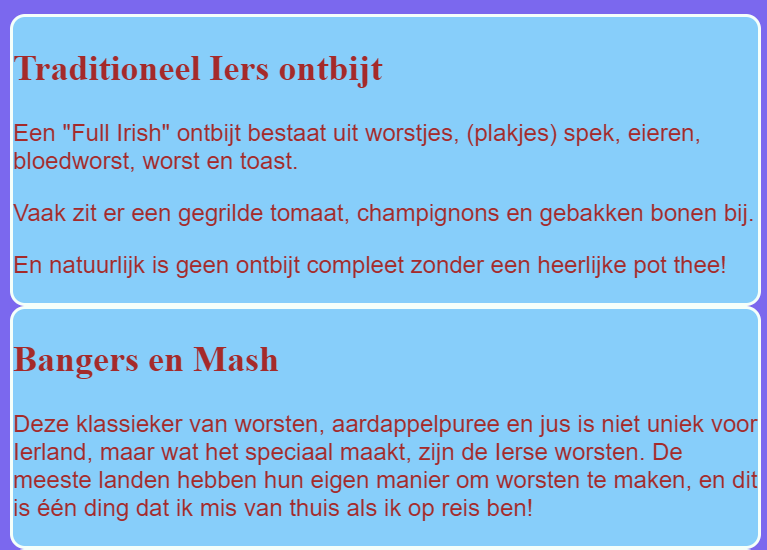 Traditioneel Iers ontbijt
Een "Full Irish" ontbijt bestaat uit worstjes, (plakjes) spek, eieren,
bloedworst, worst en toast.
Vaak zit er een gegrilde tomaat, champignons en gebakken bonen bij.
En natuurlijk is geen ontbijt compleet zonder een heerlijke pot thee!
Bangers en Mash
Deze klassieker van worsten, aardappelpuree en jus is niet uniek voor
Ierland, maar wat het speciaal maakt, zijn de Ierse worsten. De
meeste landen hebben hun eigen manier om worsten te maken, en dit
is één ding dat ik mis van thuis als ik op reis ben!